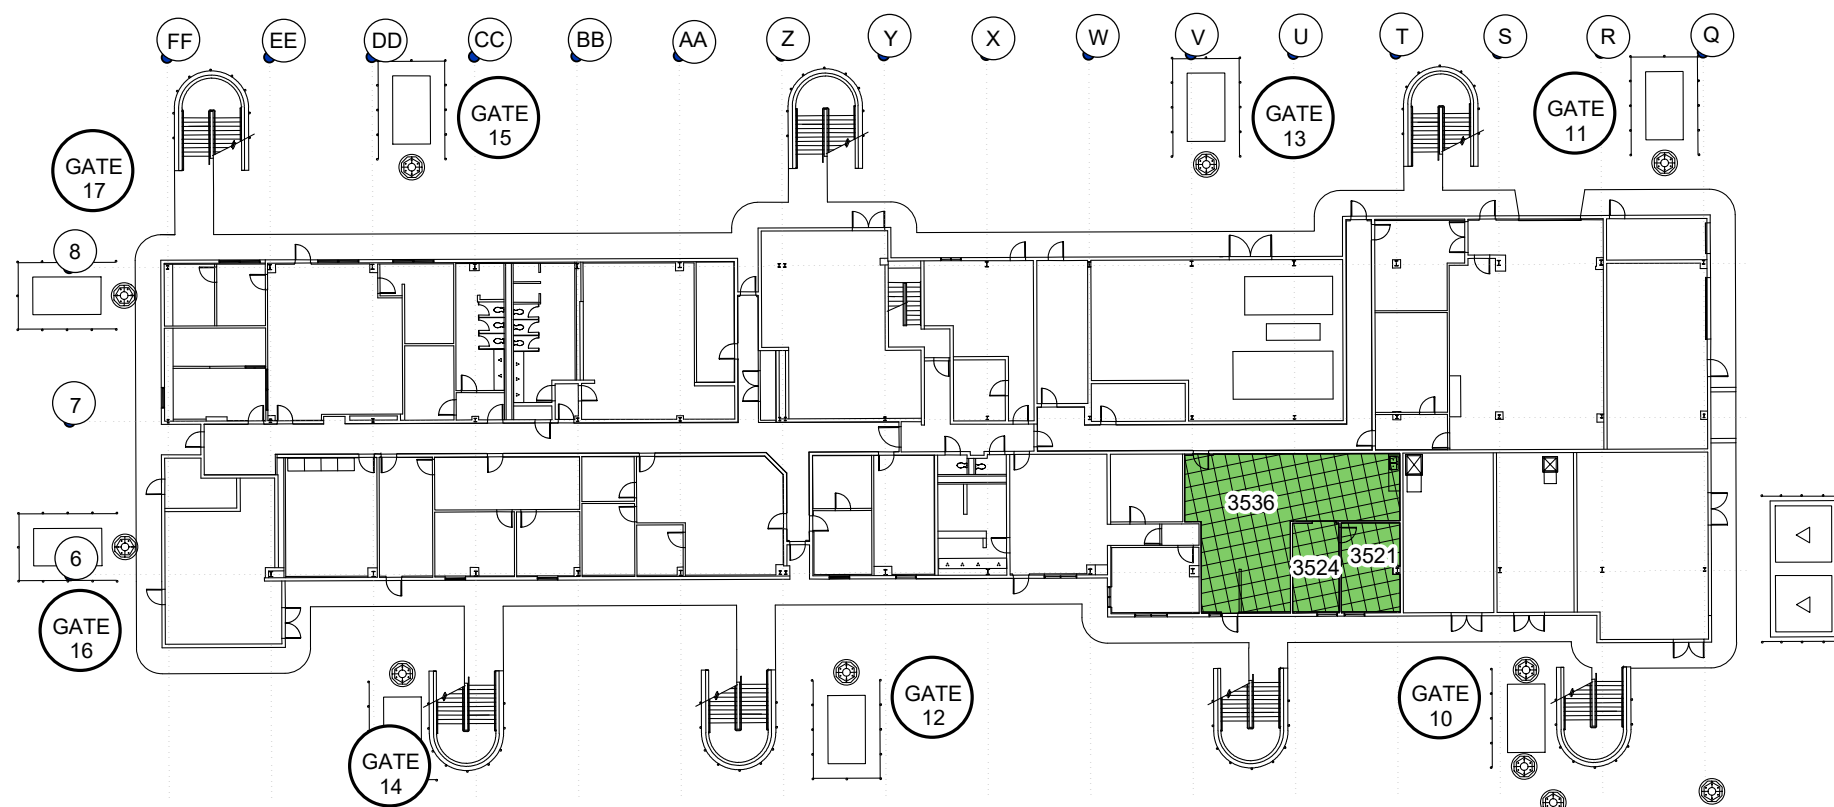 FF
EE
DD
CC
BB
AA
Z
Y
X
W
V
U
T
S
R
Q
GATE
15
GATE
13
GATE
11
GATE
17
8
7
3536
3524
3521
6
GATE
16
GATE
12
GATE
10
GATE
14